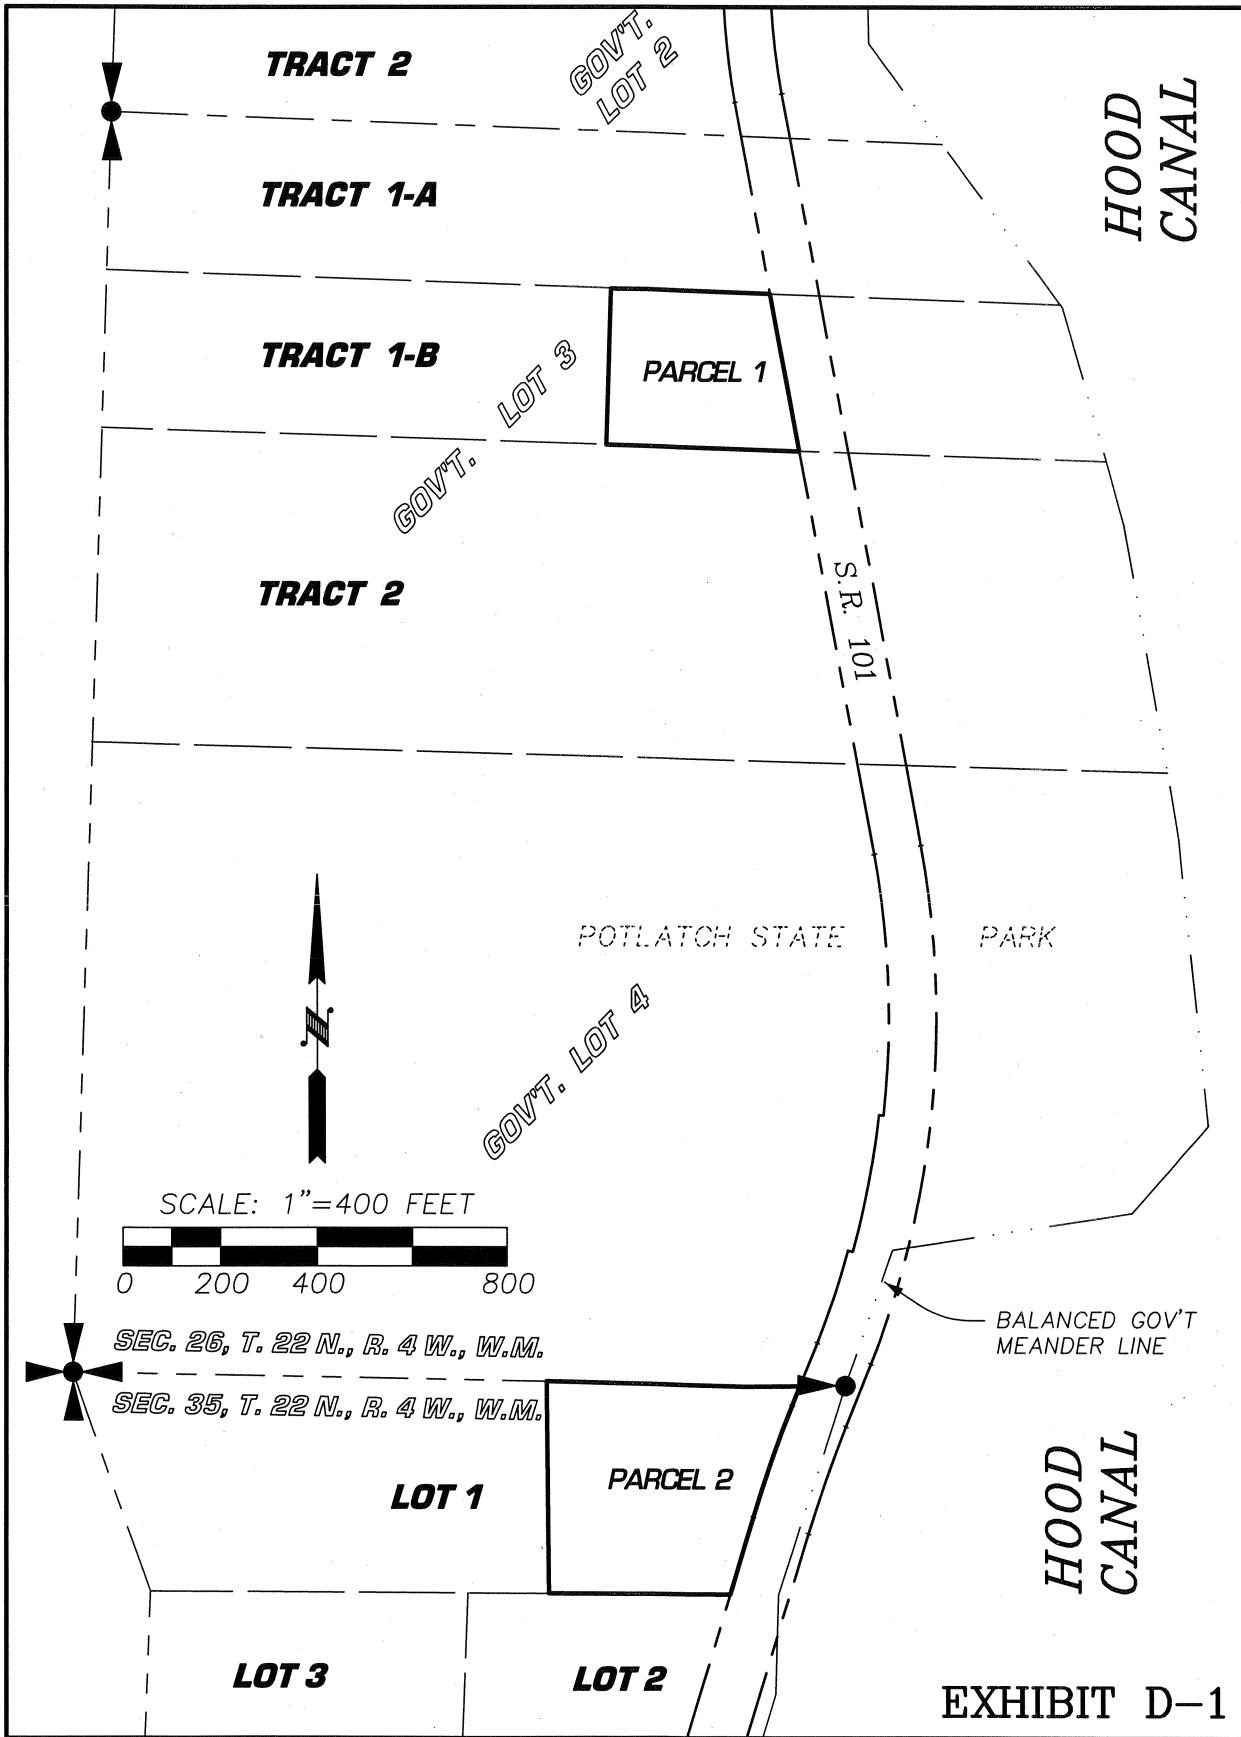 TRACT 2
GOV'T.
LOT 2
HOOD
CANAL
TRACT 1-A
TRACT 1-B
GOV'T. LOT 3
PARCEL 1
TRACT 2
S.R. 101
POTLATCH STATE PARK
GOV'T. LOT 4
N
SCALE: 1"=400 FEET
0 200 400 800
BALANCED GOV'T
MEANDER LINE
SEC. 26, T. 22 N., R. 4 W., W.M.
SEC. 35, T. 22 N., R. 4 W., W.M.
LOT 1
PARCEL 2
HOOD
CANAL
LOT 3
LOT 2
EXHIBIT D-1